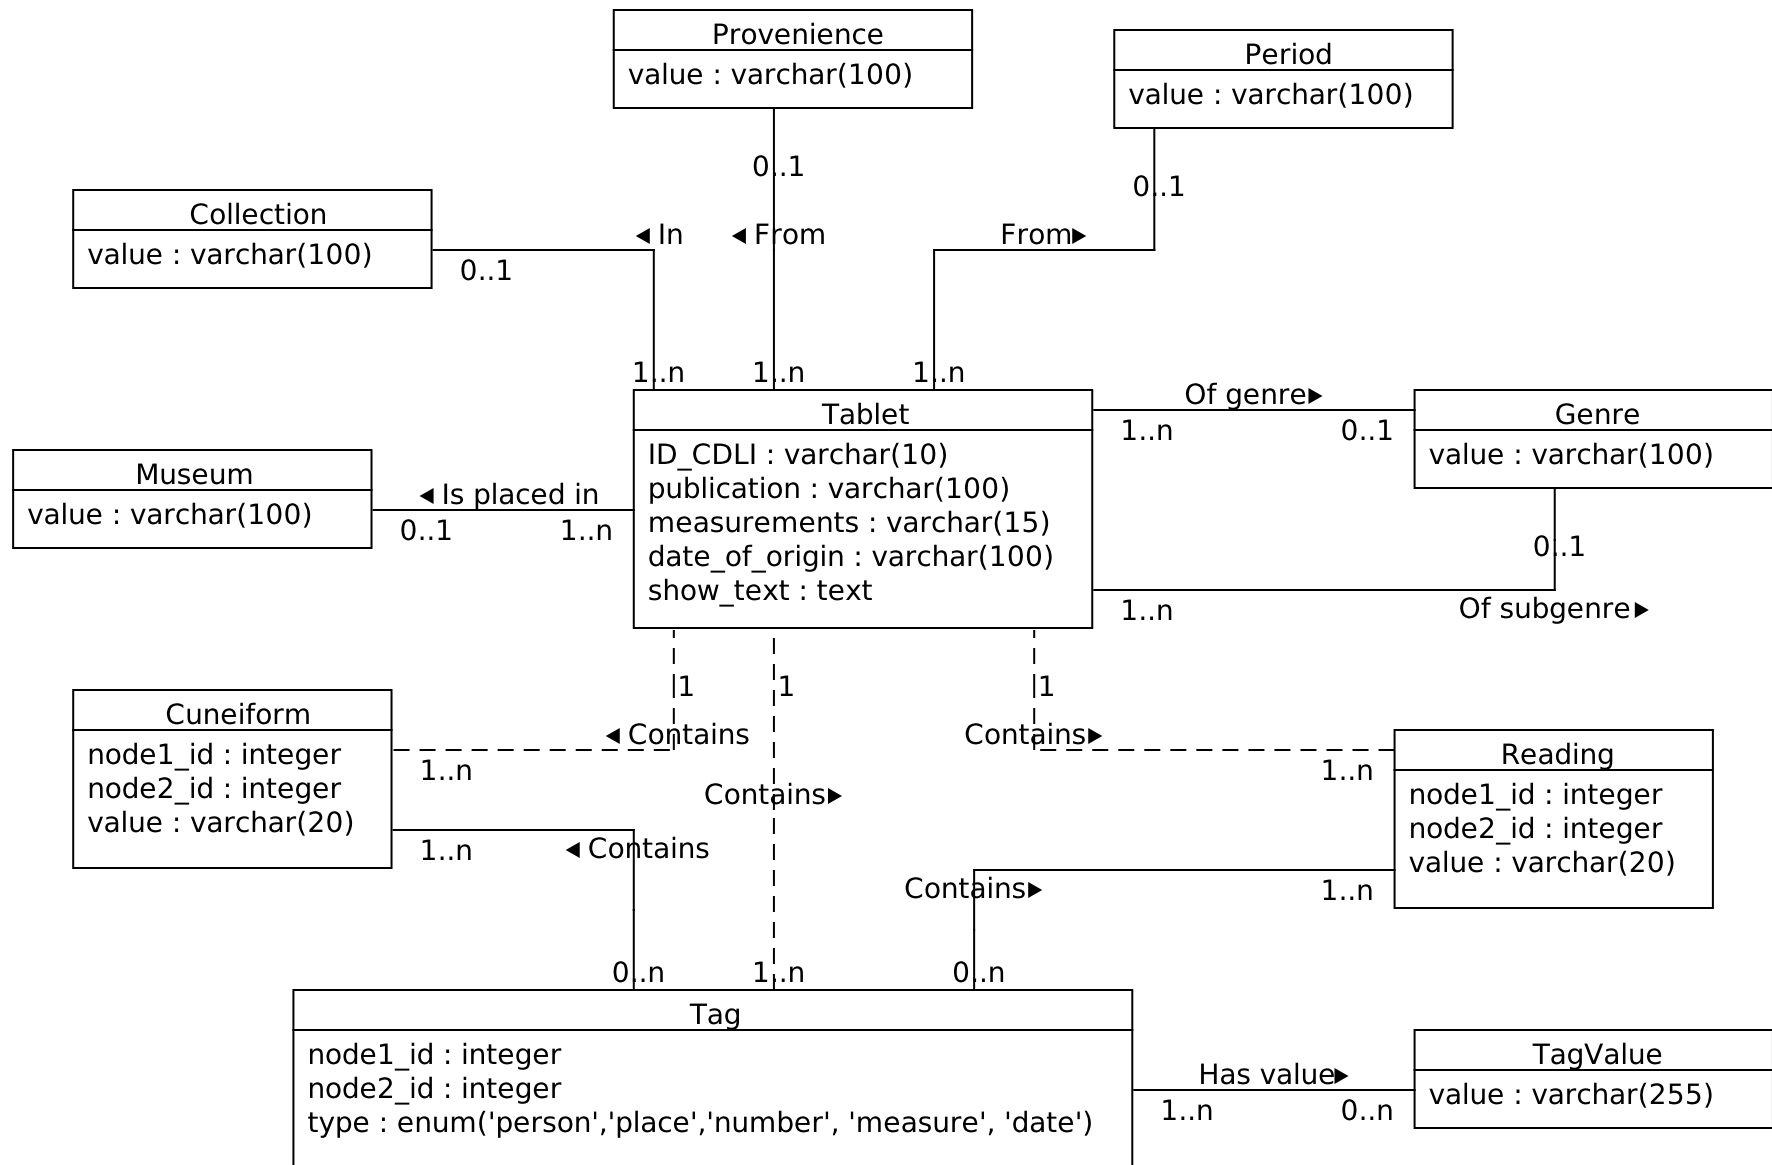 Provenience
value : varchar(100)
Period
value : varchar(100)
0..1
0..1
Collection
value : varchar(100)
◄ In
◄ From
From►
0..1
1..n
1..n
1..n
Tablet
ID_CDLI : varchar(10)
publication : varchar(100)
measurements : varchar(15)
date_of_origin : varchar(100)
show_text : text
Of genre►
1..n
0..1
Genre
value : varchar(100)
Museum
value : varchar(100)
◄ Is placed in
0..1
1..n
0..1
1..n
Of subgenre►
1
1
1
Cuneiform
node1_id : integer
node2_id : integer
value : varchar(20)
◄ Contains
1..n
Contains►
1..n
Reading
node1_id : integer
node2_id : integer
value : varchar(20)
Contains►
1..n
◄ Contains
Contains►
1..n
0..n
1..n
0..n
Tag
node1_id : integer
node2_id : integer
type : enum('person','place','number', 'measure', 'date')
Has value►
1..n
0..n
TagValue
value : varchar(255)